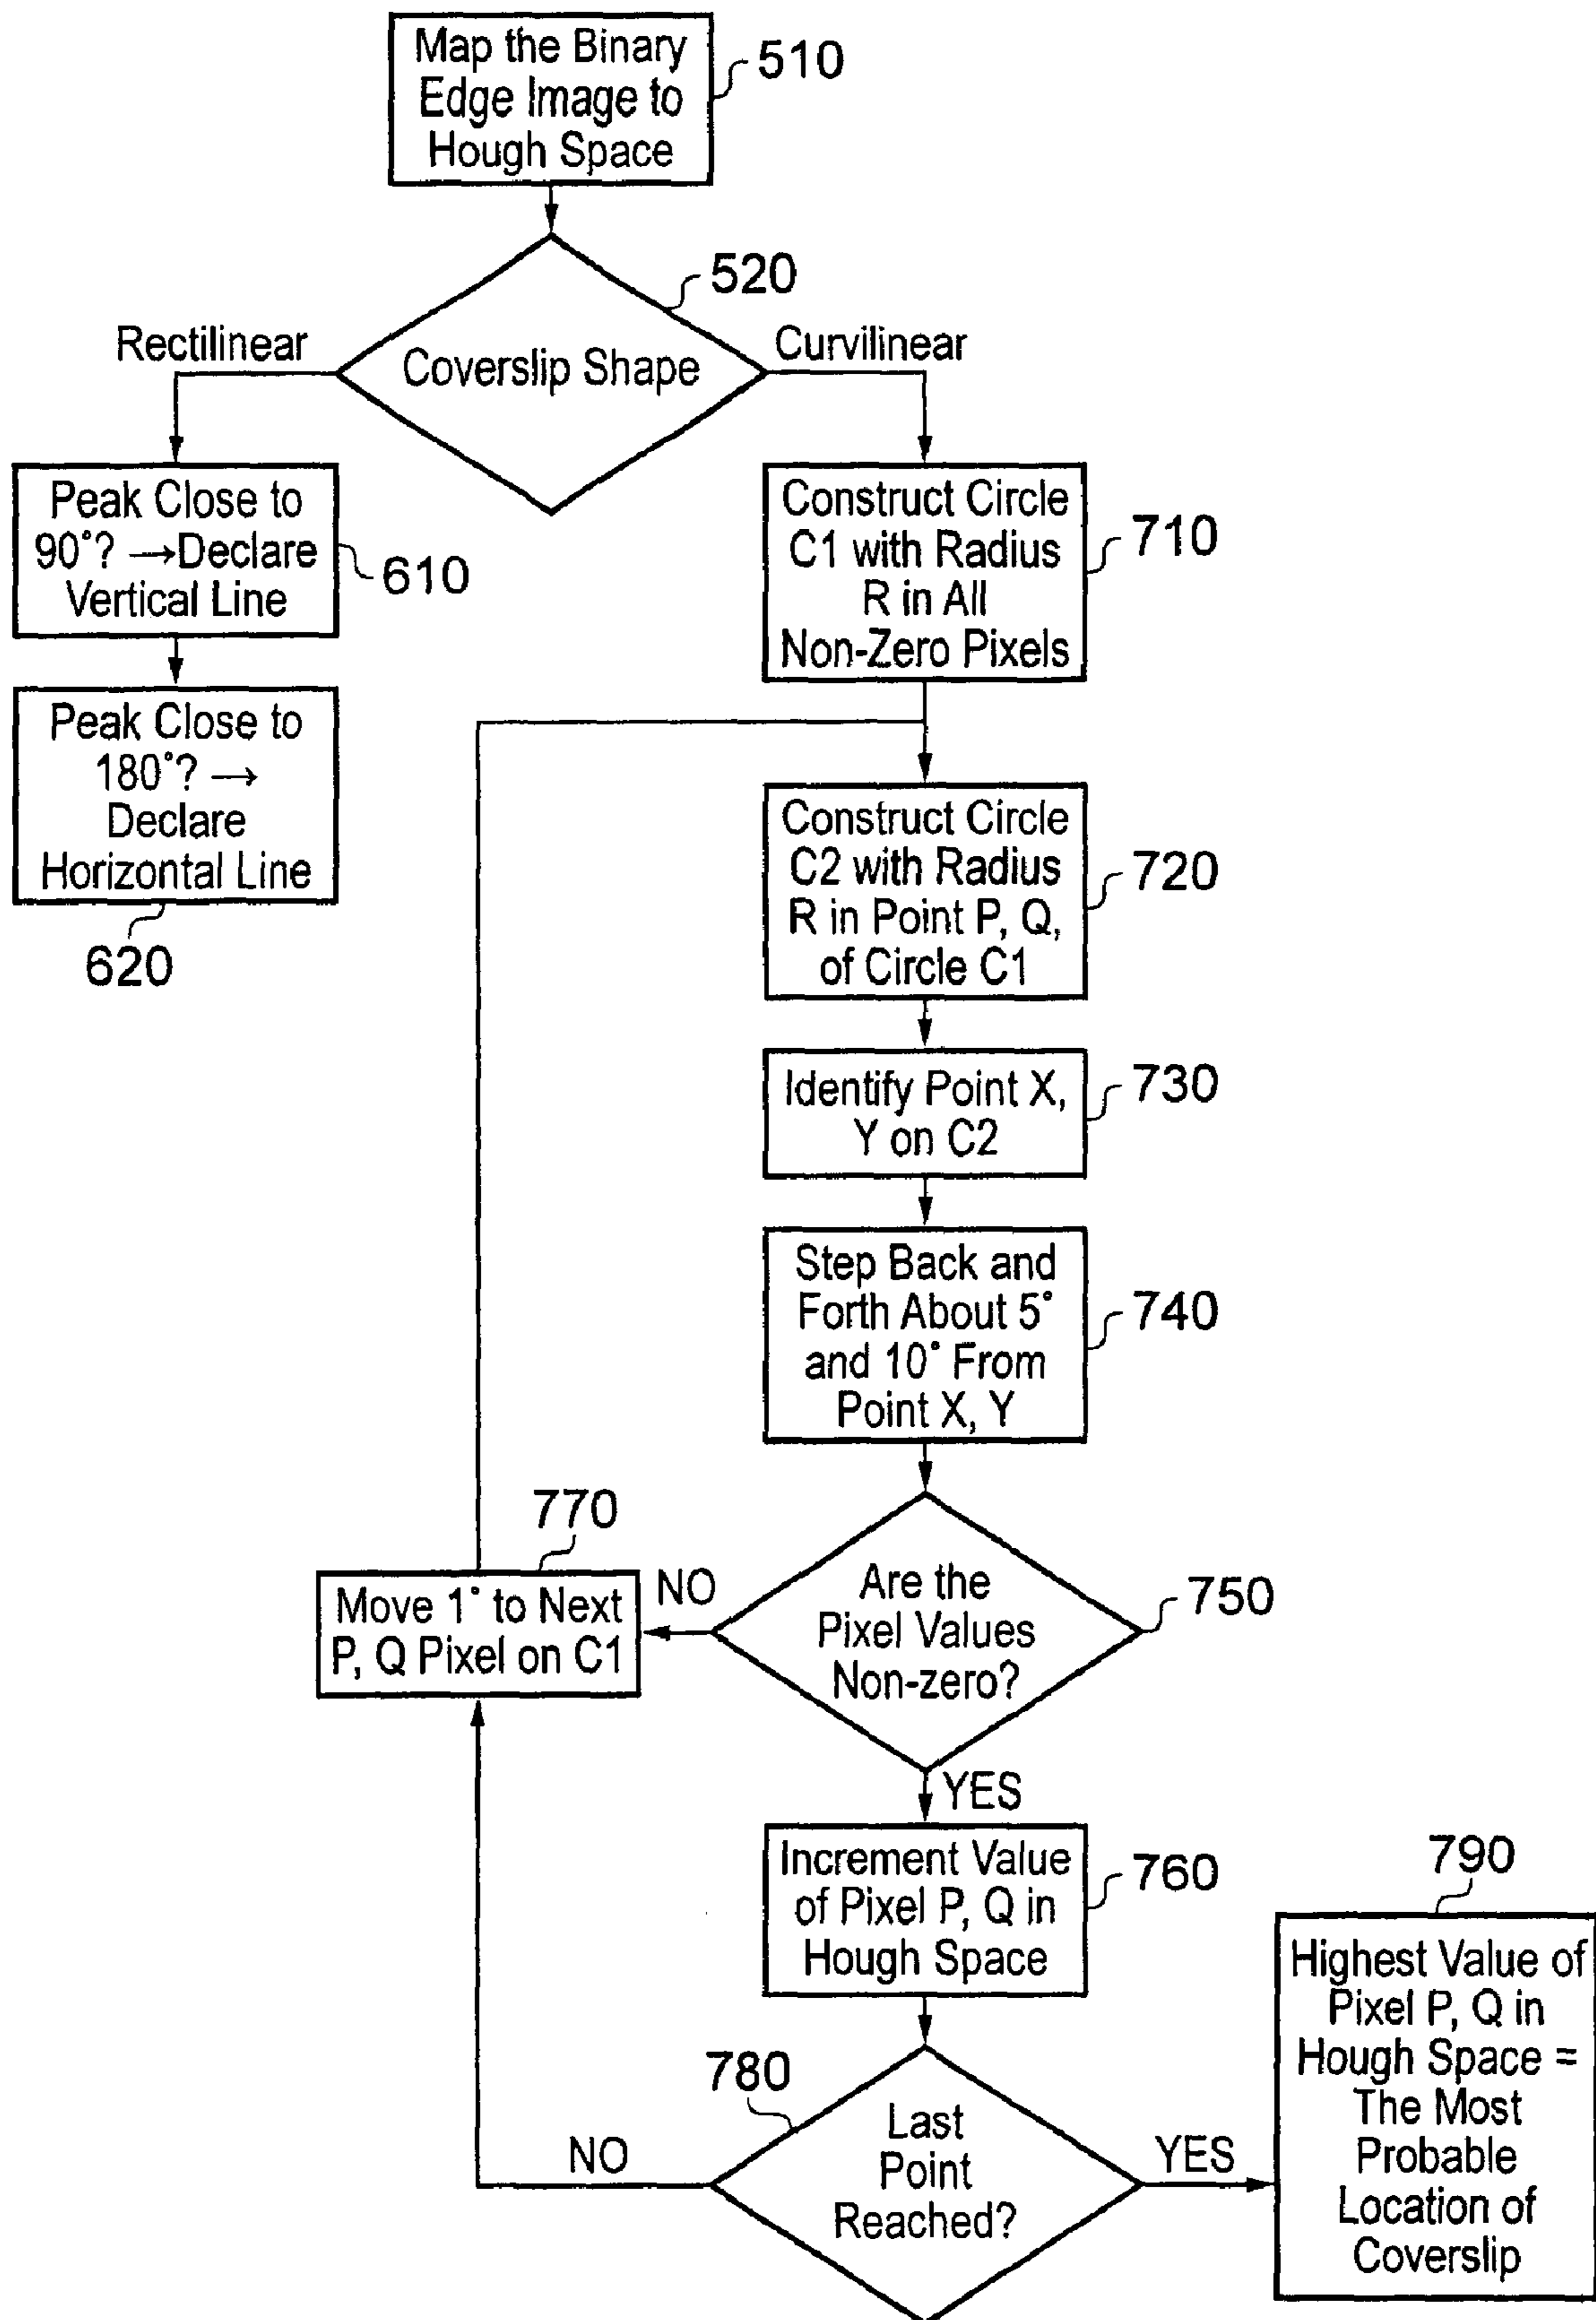 Map the Binary
Edge Image to
Hough Space
510
520
Rectilinear
Coverslip Shape
Curvilinear
Peak Close to
90°? →Declare
Vertical Line
610
Peak Close to
180°? →
Declare
Horizontal Line
620
Construct Circle
C1 with Radius
R in All
Non-Zero Pixels
710
Construct Circle
C2 with Radius
R in Point P, Q,
of Circle C1
720
Identify Point X,
Y on C2
730
Step Back and
Forth About 5°
and 10° From
Point X, Y
740
Are the
Pixel Values
Non-zero?
750
NO
770
Move 1° to Next
P, Q Pixel on C1
YES
Increment Value
of Pixel P, Q in
Hough Space
760
780
Last
Point
Reached?
NO
YES
790
Highest Value of
Pixel P, Q in
Hough Space =
The Most
Probable
Location of
Coverslip